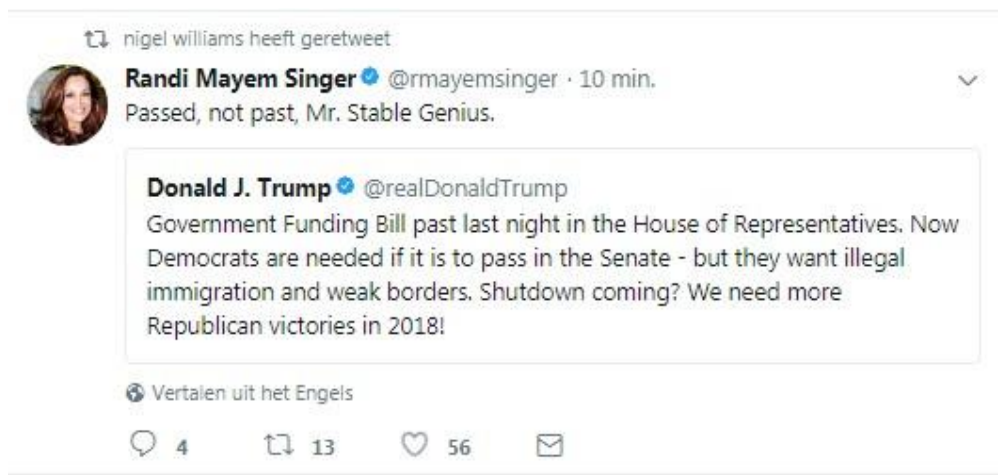 nigel williams heeft geretweet
Randi Mayem Singer @rmayemsinger · 10 min.
Passed, not past, Mr. Stable Genius.
Donald J. Trump @realDonaldTrump
Government Funding Bill past last night in the House of Representatives. Now
Democrats are needed if it is to pass in the Senate - but they want illegal
immigration and weak borders. Shutdown coming? We need more
Republican victories in 2018!
Vertalen uit het Engels
4 13 56